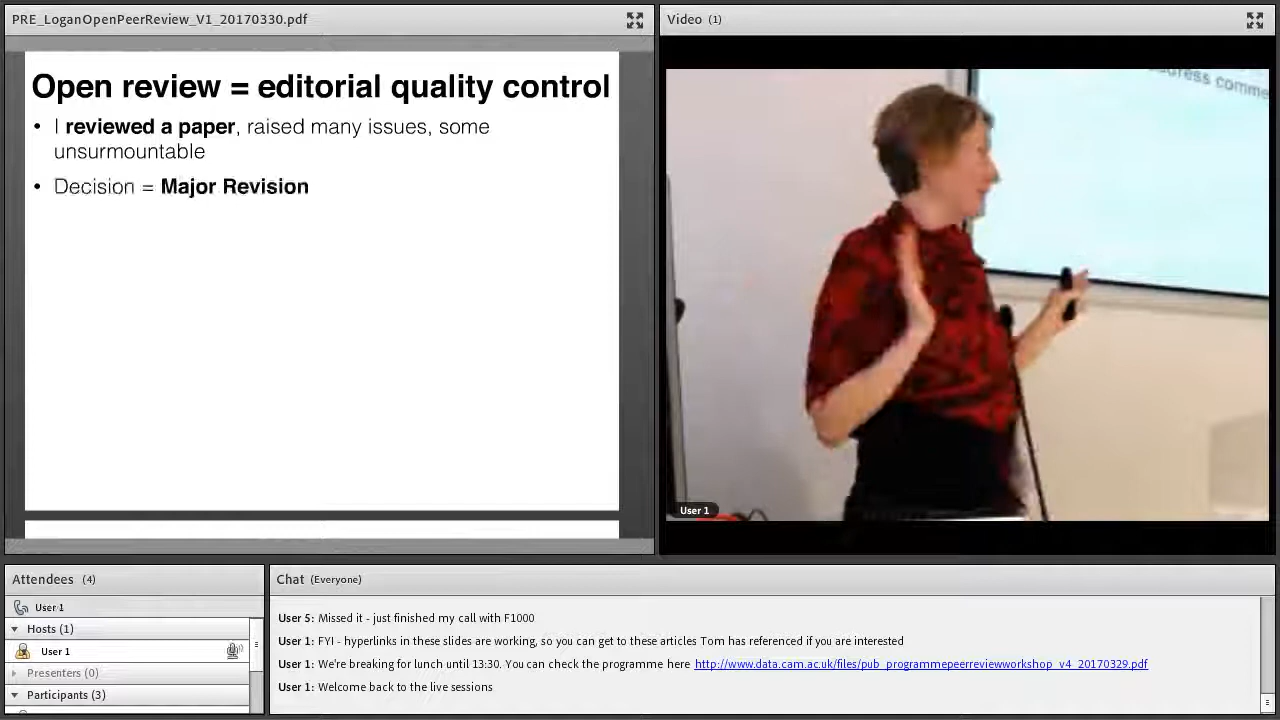 PRE_LoganOpenPeerReview_V1_20170330.pdf
Open review = editorial quality control
• I reviewed a paper, raised many issues, some
unsurmountable
• Decision = Major Revision
Video (1)
address comme
User 1
Attendees (4)
User 1
Hosts (1)
User 1
Presenters (0)
Participants (3)
Chat (Everyone)
User 5: Missed it - just finished my call with F1000
User 1: FYI - hyperlinks in these slides are working, so you can get to these articles Tom has referenced if you are interested
User 1: We're breaking for lunch until 13:30. You can check the programme here http://www.data.cam.ac.uk/files/pub_programmepeerreviewworkshop_v4_20170329.pdf
User 1: Welcome back to the live sessions